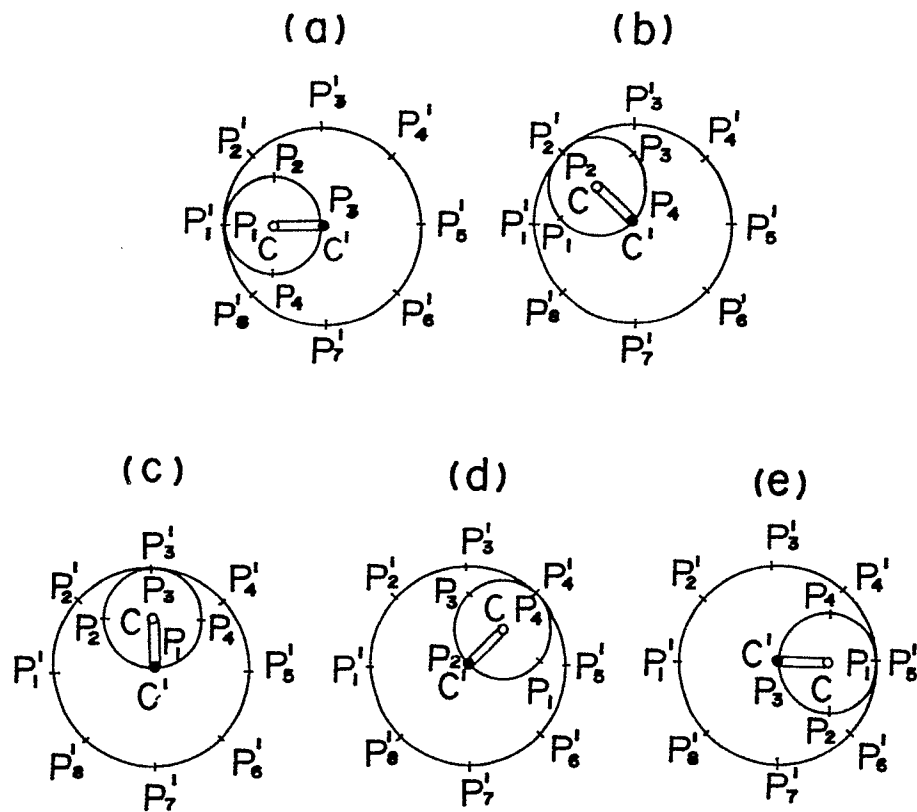 (a) (b)
P'₃ P'₃
P'₂ P'₄ P'₂ P'₄
P₂ P₃
P₂
P₃ P₄
P'₁ P₁ C C' P'₅ P'₁ P₁ C C' P'₅
P₄
P'₈ P'₆ P'₈ P'₆
P'₇ P'₇
(c) (d) (e)
P'₃ P'₃ P'₃
P'₂ P₃ P'₄ P'₂ P₃ C P₄ P'₄ P'₂ P₄ P'₄
P₂ C P₁ P₄
P'₁ C' P'₅ P'₁ P₂ C' P₁ P'₅ P'₁ C' P₃ C P₁ P'₅
P₂
P'₈ P'₆ P'₈ P'₆ P'₈ P'₆
P'₇ P'₇ P'₇